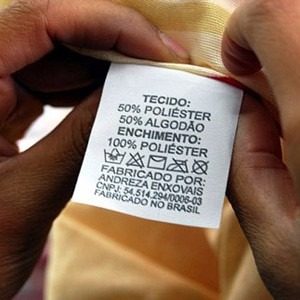 TECIDO:
50% POLIÉSTER
50% ALGODÃO
ENCHIMENTO:
100% POLIÉSTER
FABRICADO POR:
ANDREZA ENXOVAIS
CNPJ: 54.514.294/0006-03
FABRICADO NO BRASIL